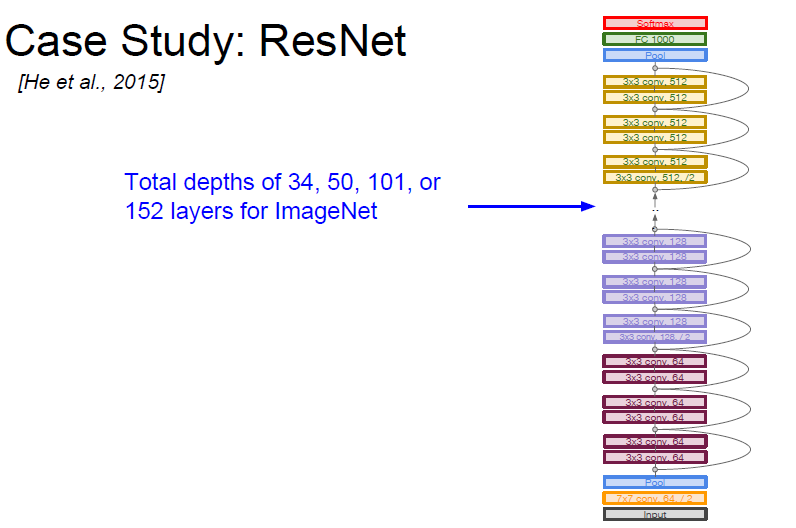 Case Study: ResNet
[He et al., 2015]
Total depths of 34, 50, 101, or
152 layers for ImageNet
Softmax
FC 1000
Pool
3x3 conv, 512
3x3 conv, 512
3x3 conv, 512
3x3 conv, 512
3x3 conv, 512
3x3 conv, 512, /2
..
3x3 conv, 128
3x3 conv, 128
3x3 conv, 128
3x3 conv, 128
3x3 conv, 128
3x3 conv, 128, / 2
3x3 conv, 64
3x3 conv, 64
3x3 conv, 64
3x3 conv, 64
3x3 conv, 64
3x3 conv, 64
Pool
7x7 conv, 64, / 2
Input